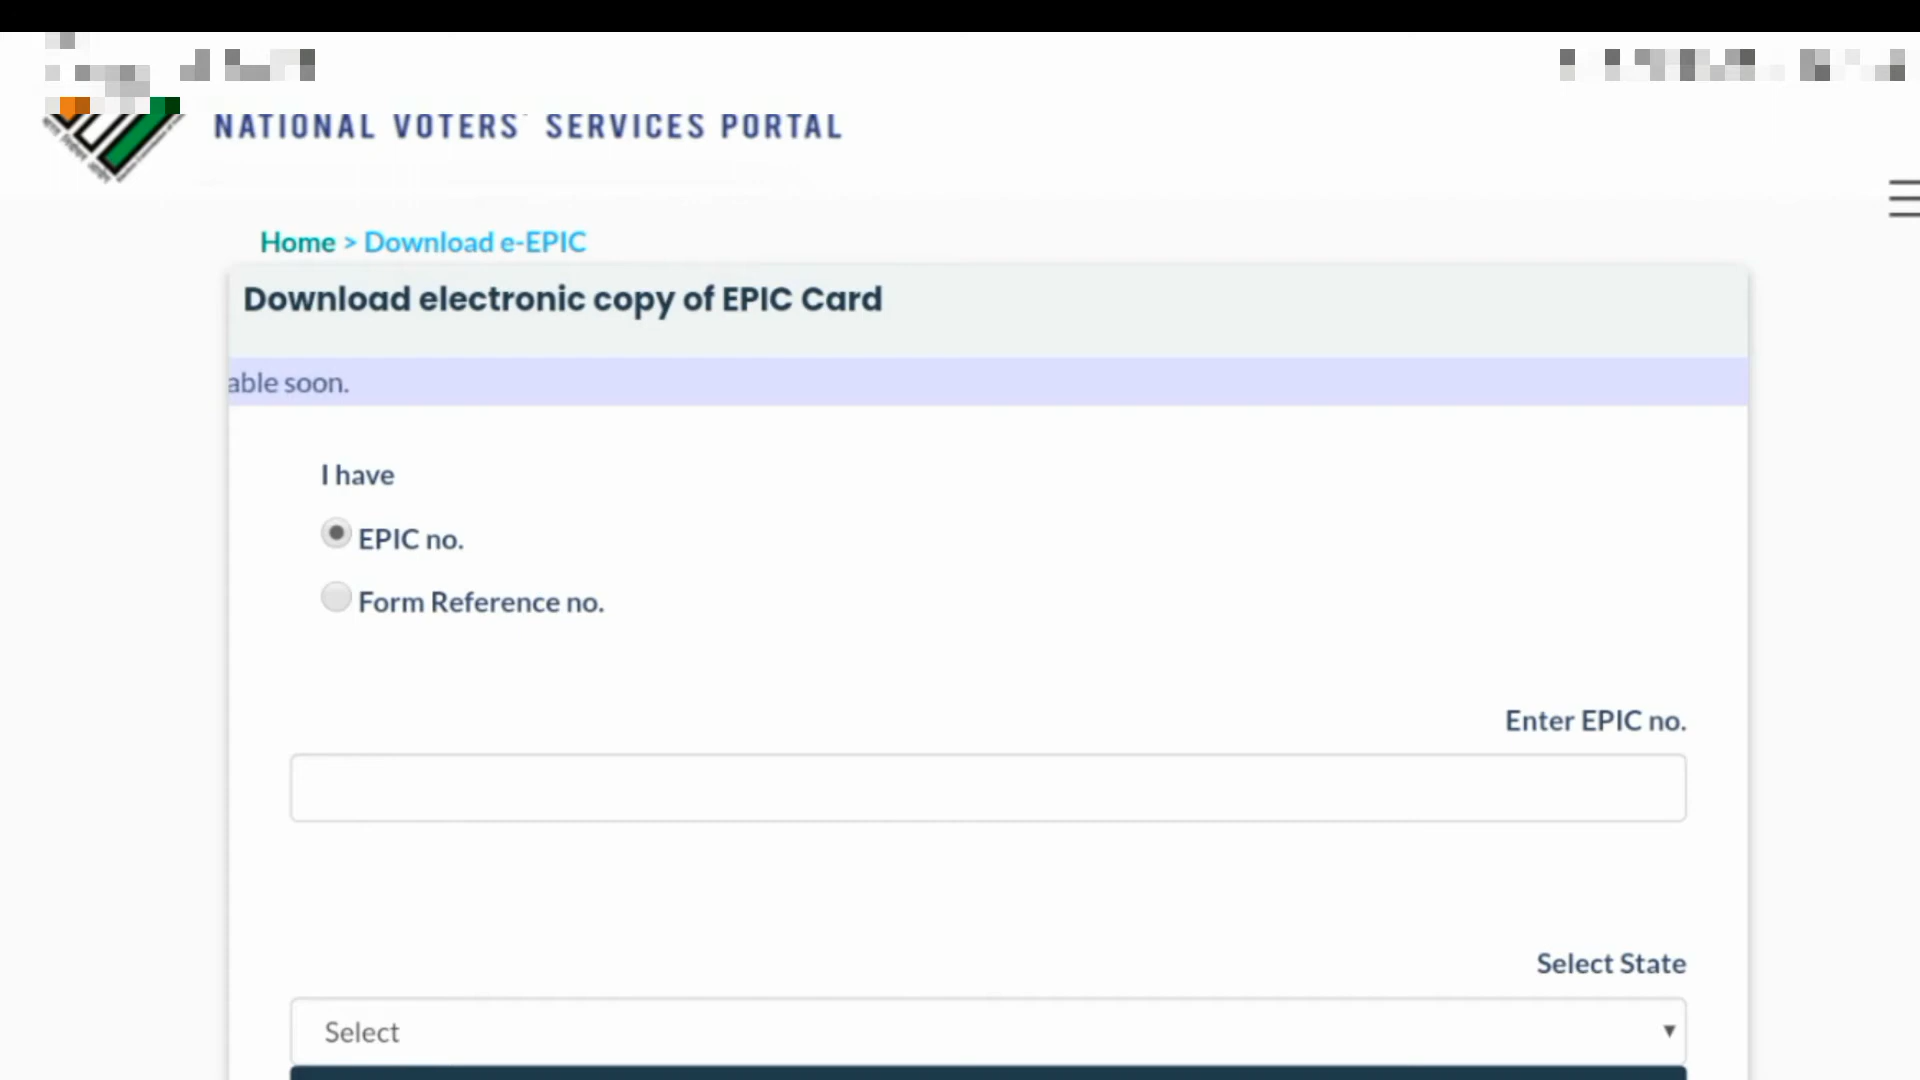 NATIONAL VOTERS' SERVICES PORTAL
Home > Download e-EPIC
Download electronic copy of EPIC Card
able soon.
I have
EPIC no.
Form Reference no.
Enter EPIC no.
Select State
Select